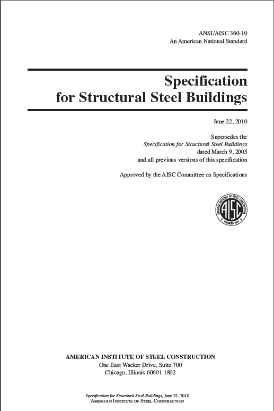 ANSI/AISC 360-10
An American National Standard
Specification
for Structural Steel Buildings
June 22, 2010
Supersedes the
Specification for Structural Steel Buildings
dated March 9, 2005
and all previous versions of this specification
Approved by the AISC Committee on Specifications
AISC
AMERICAN INSTITUTE OF STEEL CONSTRUCTION
One East Wacker Drive, Suite 700
Chicago, Illinois 60601-1802
Specification for Structural Steel Buildings, June 22, 2010
AMERICAN INSTITUTE OF STEEL CONSTRUCTION